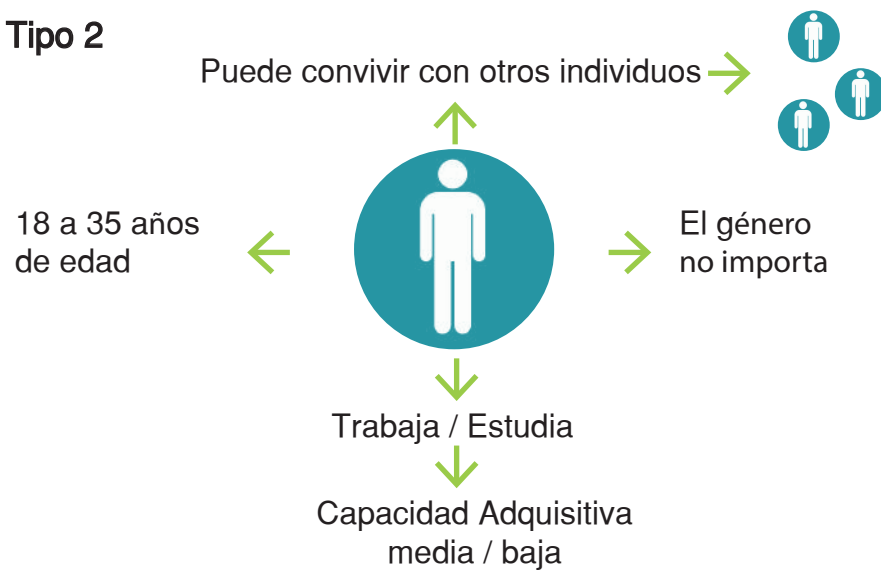 Tipo 2
Puede convivir con otros individuos
18 a 35 años
de edad
El género
no importa
Trabaja / Estudia
Capacidad Adquisitiva
media / baja